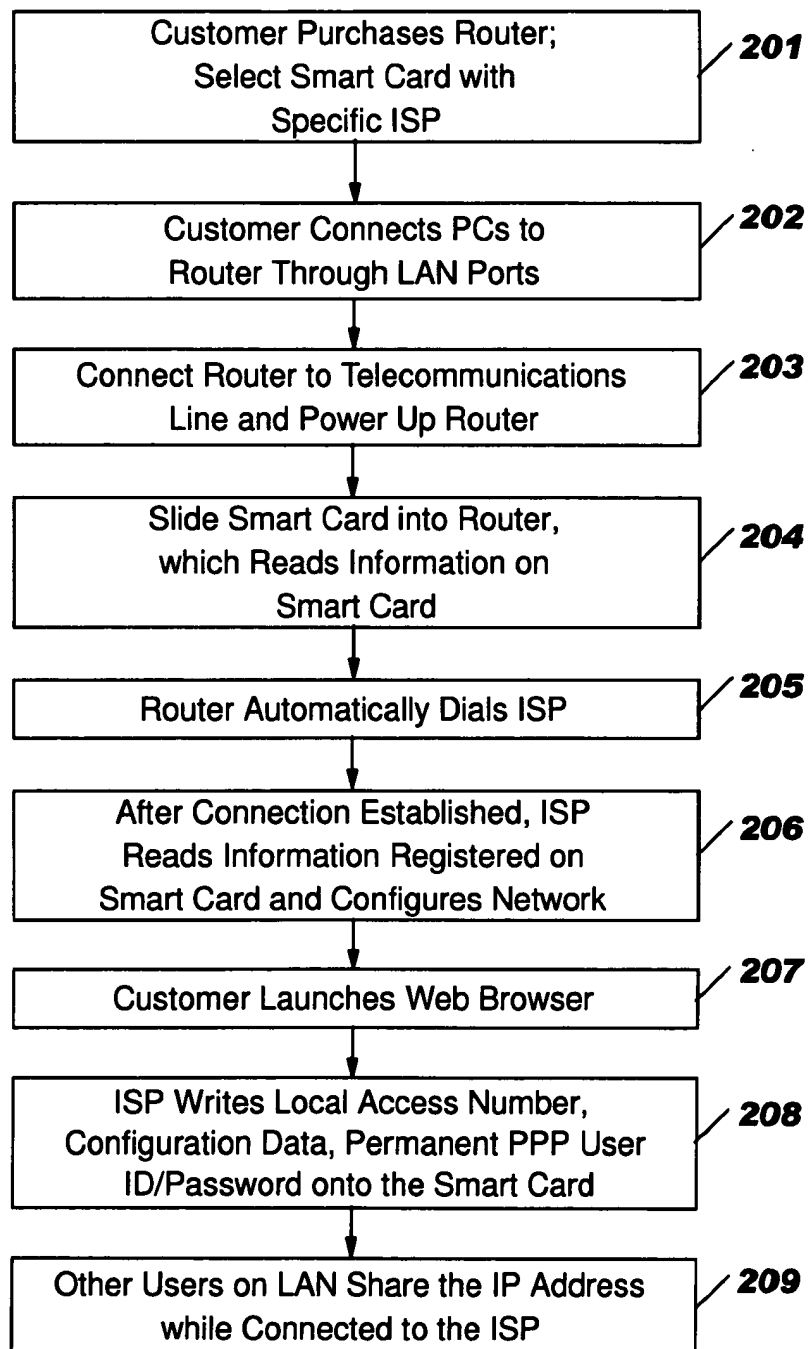 Customer Purchases Router;
Select Smart Card with
Specific ISP
201
Customer Connects PCs to
Router Through LAN Ports
202
Connect Router to Telecommunications
Line and Power Up Router
203
Slide Smart Card into Router,
which Reads Information on
Smart Card
204
Router Automatically Dials ISP
205
After Connection Established, ISP
Reads Information Registered on
Smart Card and Configures Network
206
Customer Launches Web Browser
207
ISP Writes Local Access Number,
Configuration Data, Permanent PPP User
ID/Password onto the Smart Card
208
Other Users on LAN Share the IP Address
while Connected to the ISP
209